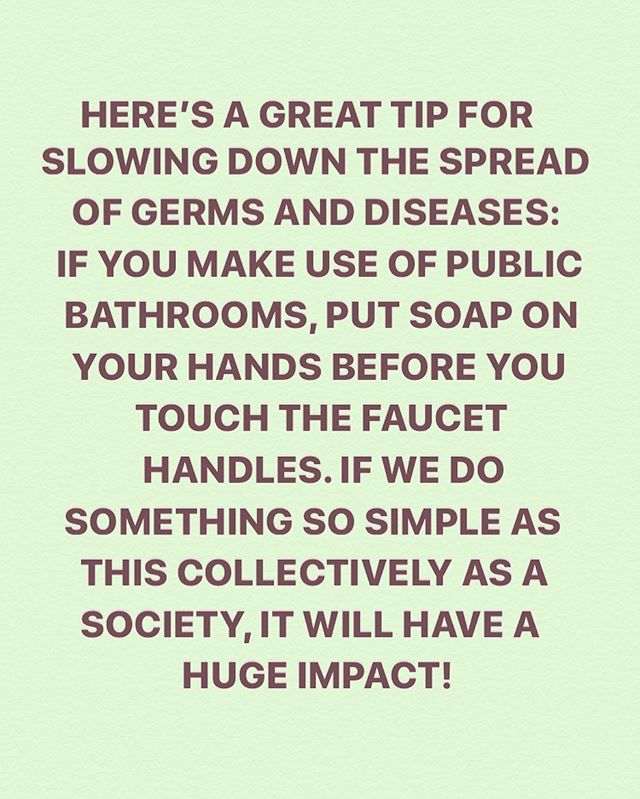 HERE’S A GREAT TIP FOR
SLOWING DOWN THE SPREAD
OF GERMS AND DISEASES:
IF YOU MAKE USE OF PUBLIC
BATHROOMS, PUT SOAP ON
YOUR HANDS BEFORE YOU
TOUCH THE FAUCET
HANDLES. IF WE DO
SOMETHING SO SIMPLE AS
THIS COLLECTIVELY AS A
SOCIETY, IT WILL HAVE A
HUGE IMPACT!